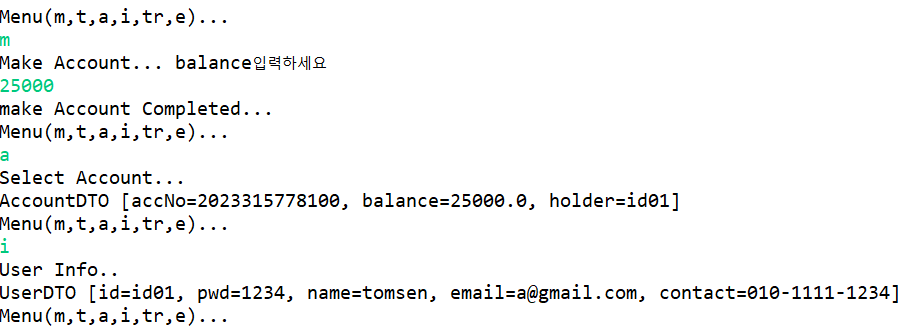 Menu(m,t,a,i,tr,e)...
m
Make Account... balance입력하세요
25000
make Account Completed...
Menu(m,t,a,i,tr,e)...
a
Select Account...
AccountDTO [accNo=2023315778100, balance=25000.0, holder=id01]
Menu(m,t,a,i,tr,e)...
i
User Info..
UserDTO [id=id01, pwd=1234, name=tomsen, email=a@gmail.com, contact=010-1111-1234]
Menu(m,t,a,i,tr,e)...